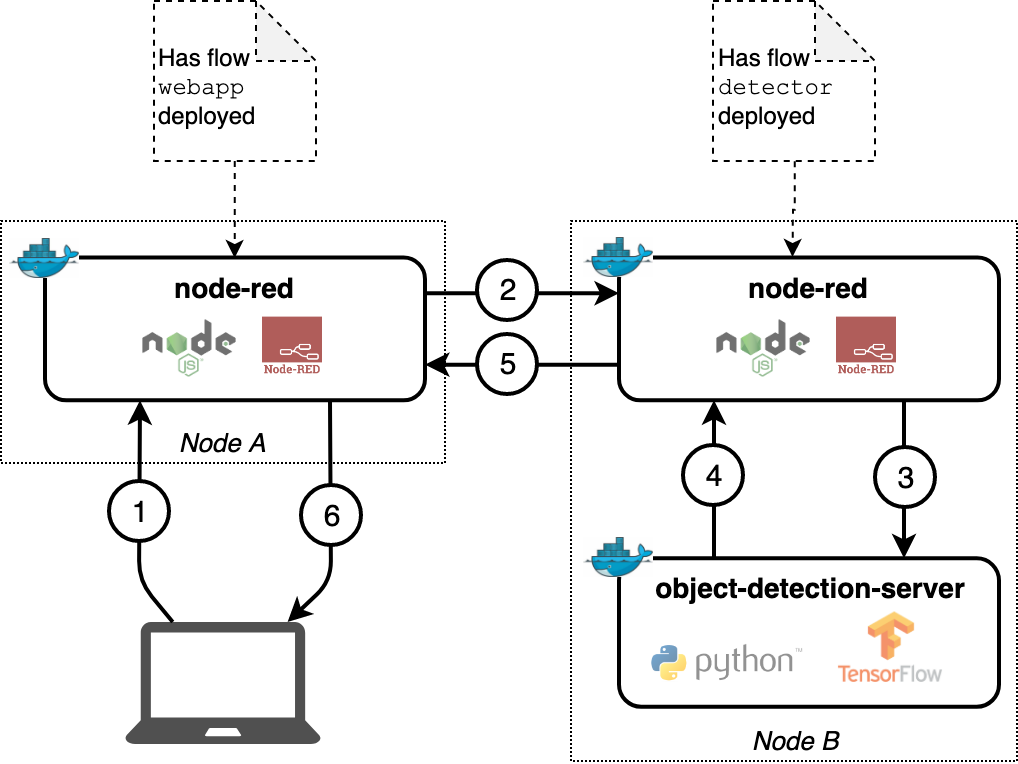 Has flow
webapp
deployed
Has flow
detector
deployed
node-red
node
JS
Node-RED
Node A
2
5
node-red
node
JS
Node-RED
1
6
4
3
object-detection-server
python™
TensorFlow
Node B